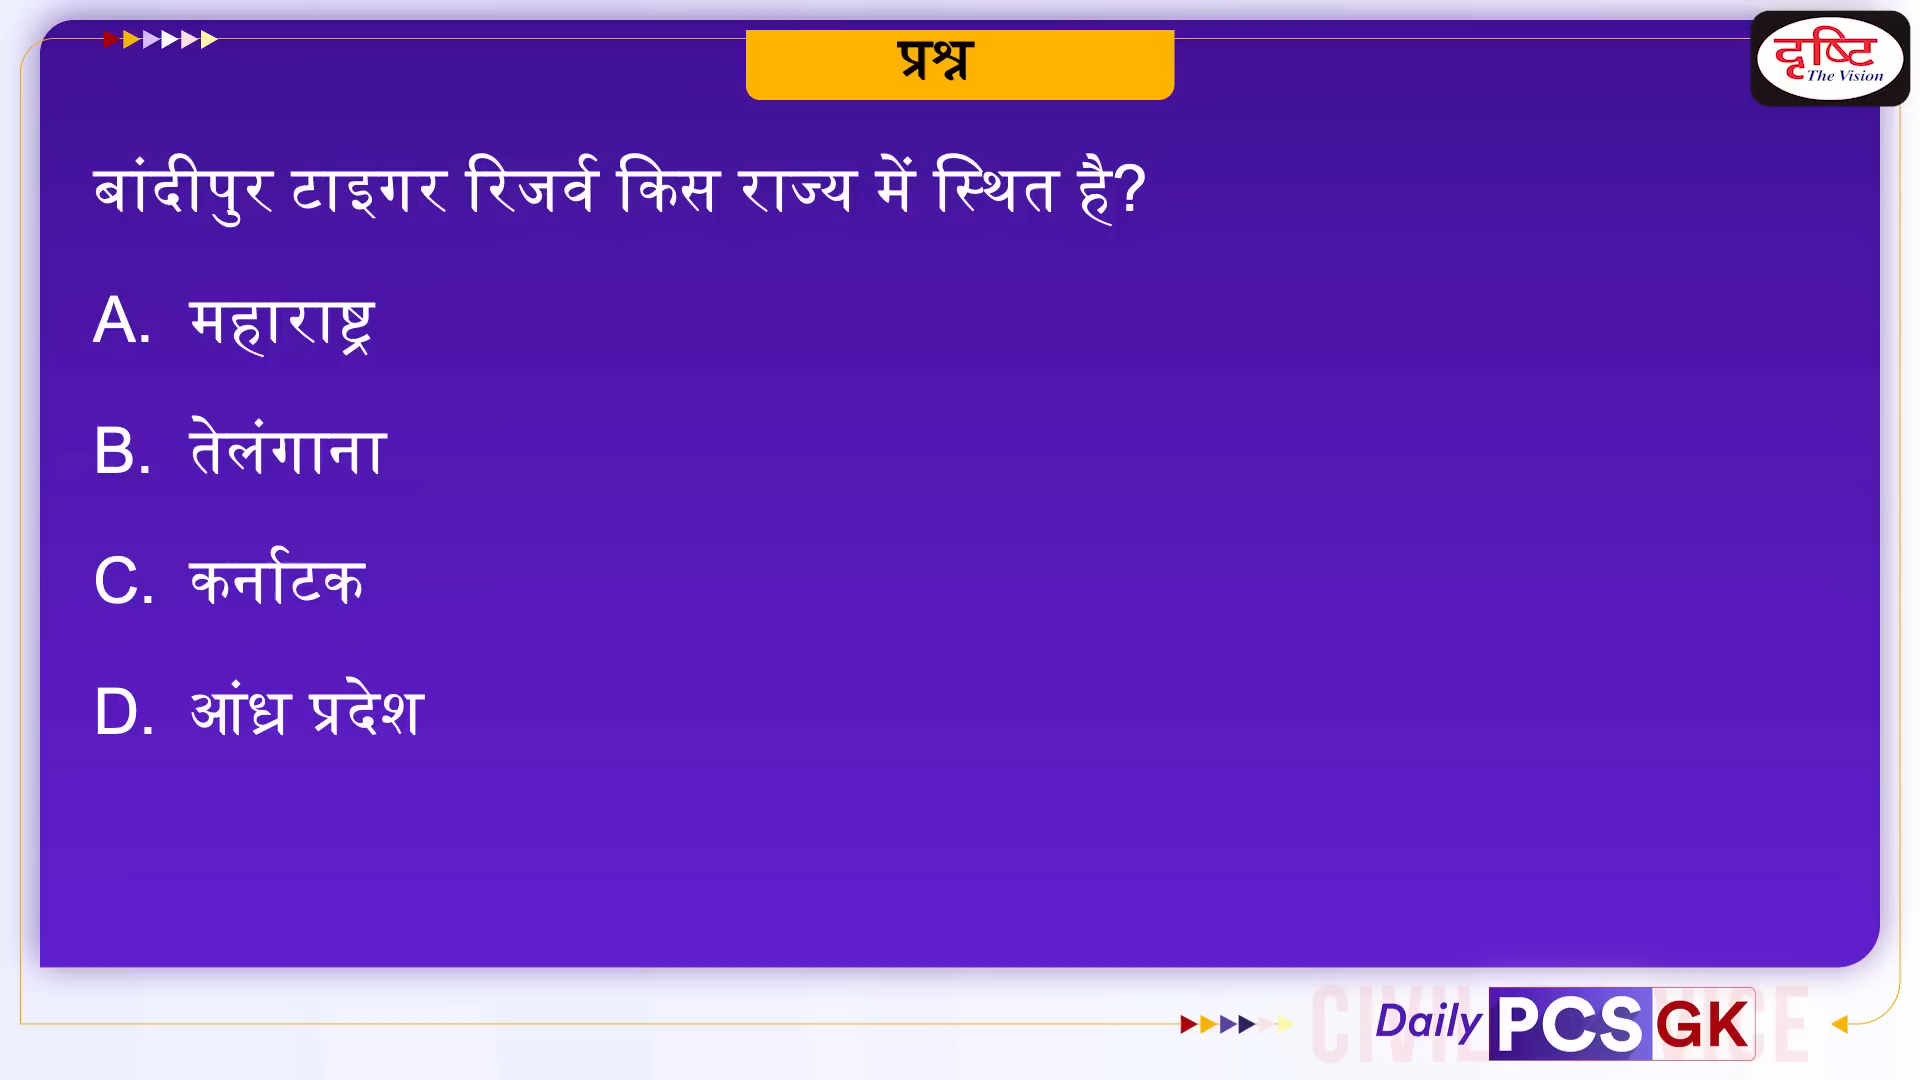 प्रश्न
दृष्टि
The Vision
बांदीपुर टाइगर रिजर्व किस राज्य में स्थित है?
A. महाराष्ट्र
B. तेलंगाना
C. कर्नाटक
D. आंध्र प्रदेश
Daily PCS GK